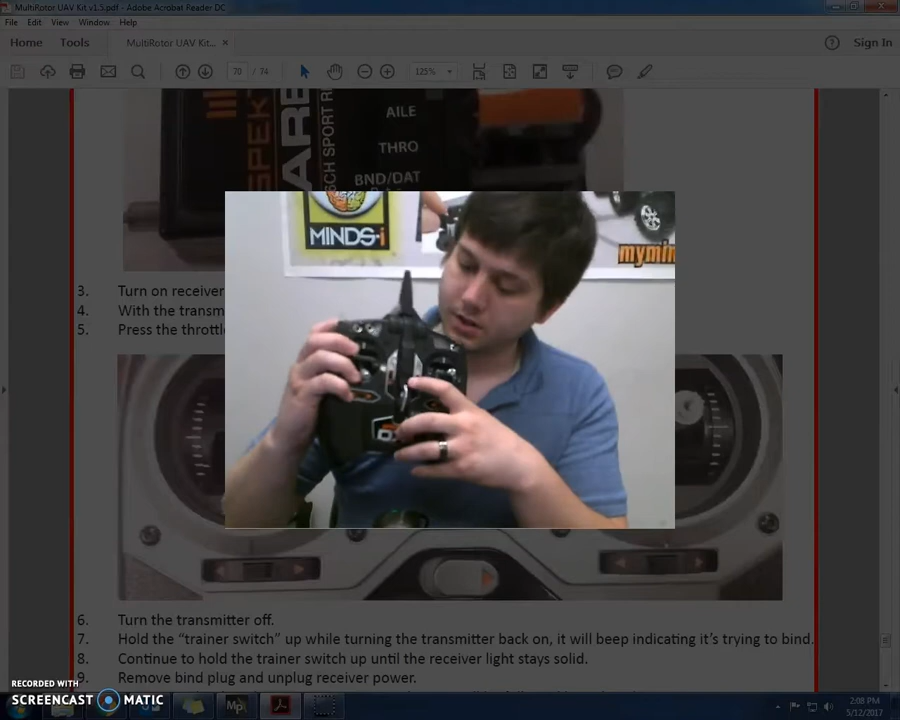 MultiRotor UAV Kit v1.5.pdf - Adobe Acrobat Reader DC
File Edit View Window Help
Home Tools MultiRotor UAV Kit... × Sign In
70 / 74 125%
AILE
THRO
BND/DAT
MINDS-i
3. Turn on receiver
4. With the transm
5. Press the throttl
6. Turn the transmitter off.
7. Hold the “trainer switch” up while turning the transmitter back on, it will beep indicating it’s trying to bind.
8. Continue to hold the trainer switch up until the receiver light stays solid.
9. Remove bind plug and unplug receiver power.
RECORDED WITH
SCREENCAST MATIC
2:08 PM
5/12/2017